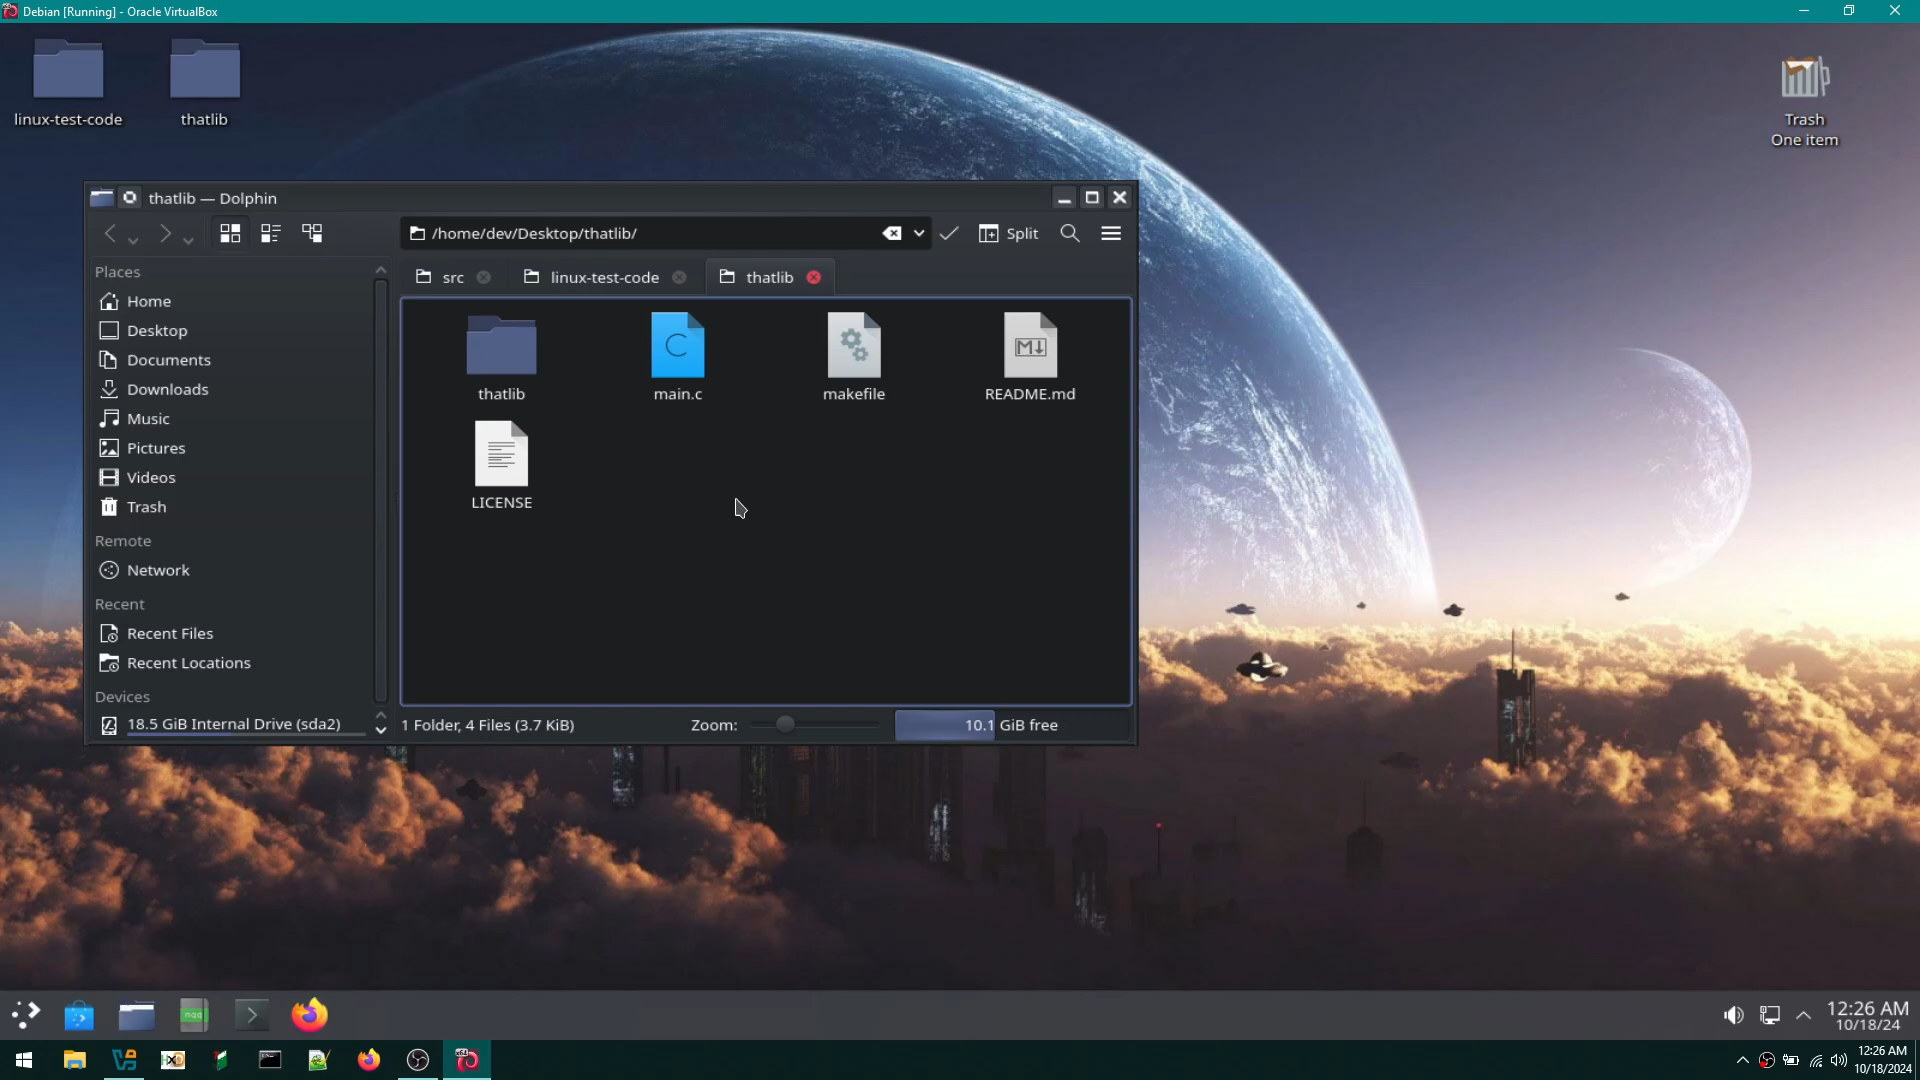 Debian [Running] - Oracle VirtualBox
linux-test-code
thatlib
Trash
One item
thatlib — Dolphin
/home/dev/Desktop/thatlib/
Split
Places
Home
Desktop
Documents
Downloads
Music
Pictures
Videos
Trash
Remote
Network
Recent
Recent Files
Recent Locations
Devices
18.5 GiB Internal Drive (sda2)
src
linux-test-code
thatlib
thatlib
C
main.c
makefile
M
README.md
LICENSE
1 Folder, 4 Files (3.7 KiB)
Zoom:
10.1 GiB free
nqq
12:26 AM
10/18/24
12:26 AM
10/18/2024